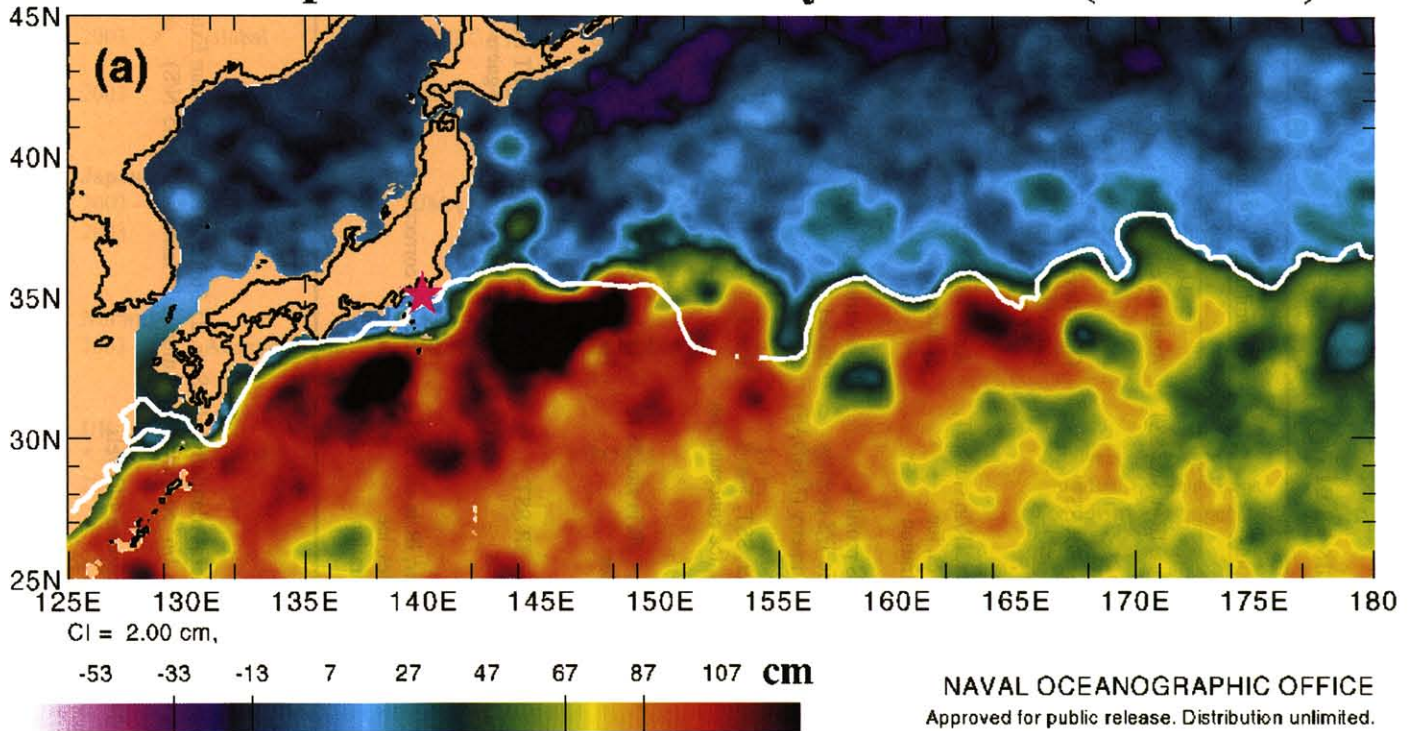 45N
(a)
40N
35N
30N
25N
125E 130E 135E 140E 145E 150E 155E 160E 165E 170E 175E 180
CI = 2.00 cm,
-53 -33 -13 7 27 47 67 87 107 cm
NAVAL OCEANOGRAPHIC OFFICE
Approved for public release. Distribution unlimited.